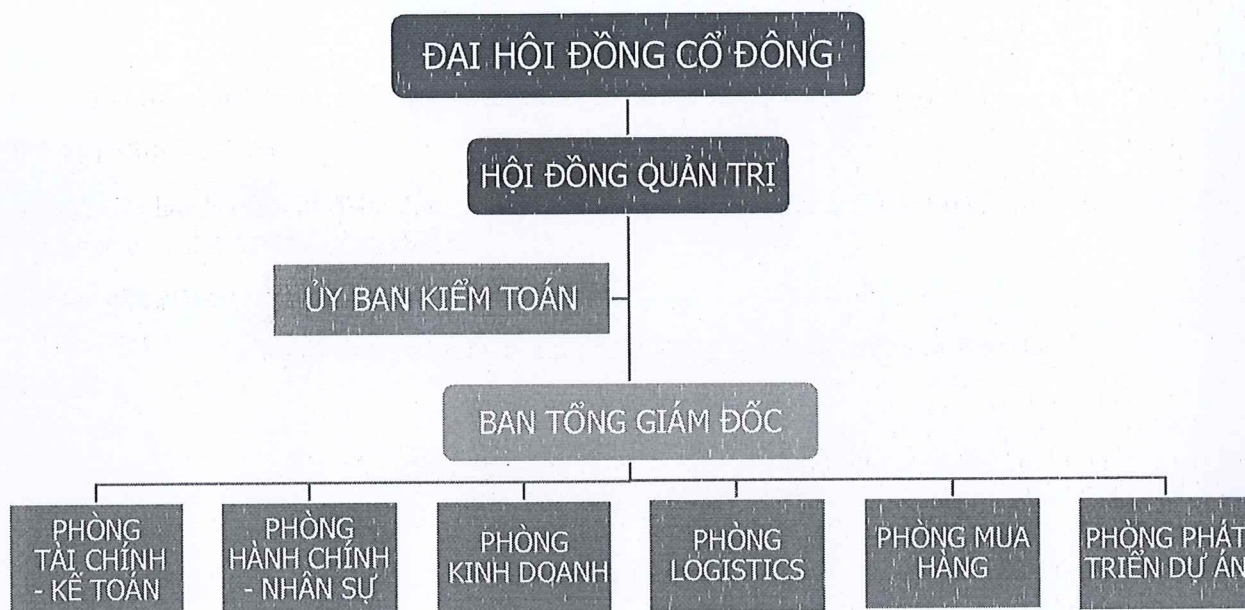 ĐẠI HỘI ĐỒNG CỔ ĐÔNG
HỘI ĐỒNG QUẢN TRỊ
ỦY BAN KIỂM TOÁN
BAN TỔNG GIÁM ĐỐC
PHÒNG
TÀI CHÍNH
- KẾ TOÁN
PHÒNG
HÀNH CHÍNH
- NHÂN SỰ
PHÒNG
KINH DOANH
PHÒNG
LOGISTICS
PHÒNG MUA
HÀNG
PHÒNG PHÁT
TRIỂN DỰ ÁN